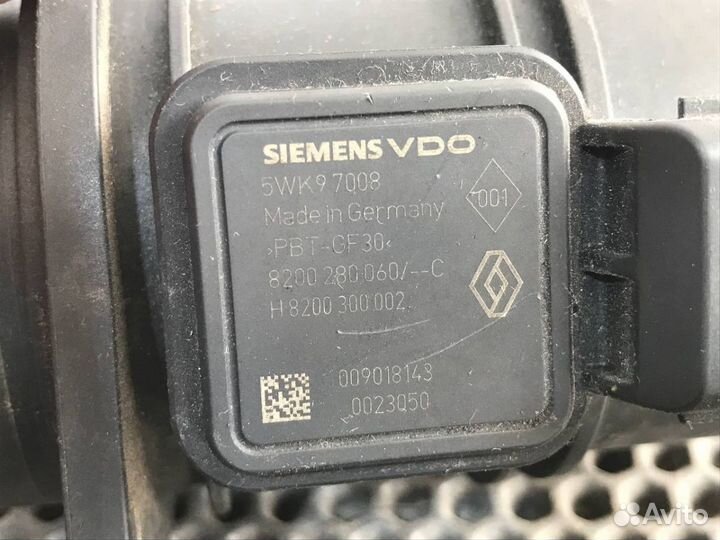 SIEMENS VDO
5WK9 7008
Made in Germany
001
>PBT-GF30<
8200 280 060/--C
H 8200 300 002
009018143
0023Q50
Avito